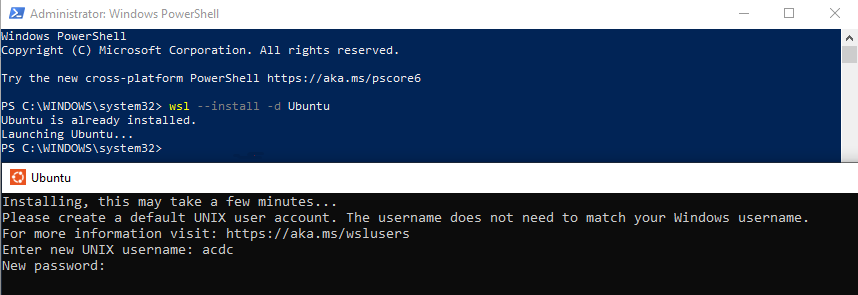 Administrator: Windows PowerShell
Windows PowerShell
Copyright (C) Microsoft Corporation. All rights reserved.
Try the new cross-platform PowerShell https://aka.ms/pscore6
PS C:\WINDOWS\system32> wsl --install -d Ubuntu
Ubuntu is already installed.
Launching Ubuntu...
PS C:\WINDOWS\system32>
Ubuntu
Installing, this may take a few minutes...
Please create a default UNIX user account. The username does not need to match your Windows username.
For more information visit: https://aka.ms/wslusers
Enter new UNIX username: acdc
New password: